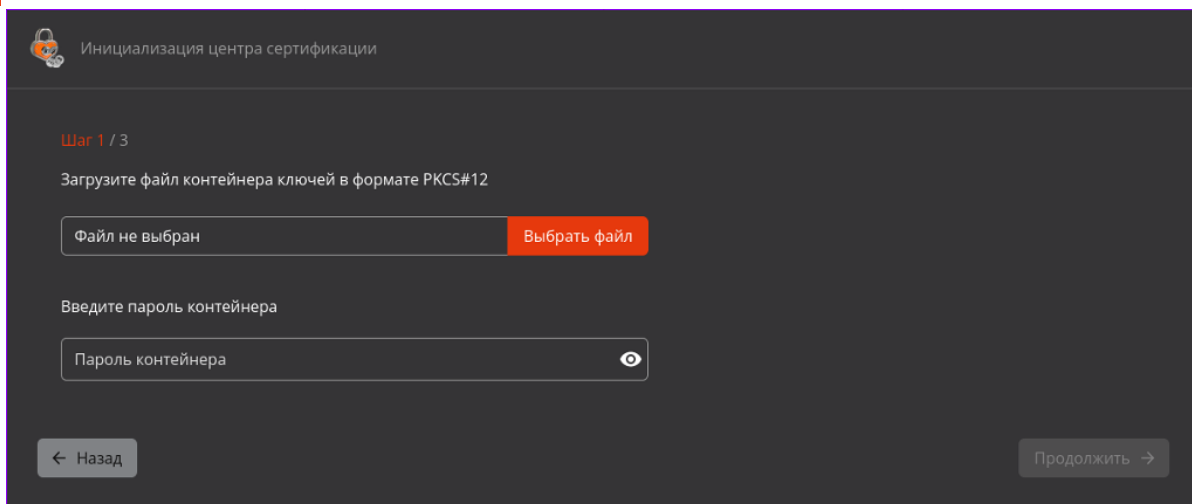 Инициализация центра сертификации
Шаг 1 / 3
Загрузите файл контейнера ключей в формате PKCS#12
Файл не выбран
Выбрать файл
Введите пароль контейнера
Пароль контейнера
← Назад
Продолжить →